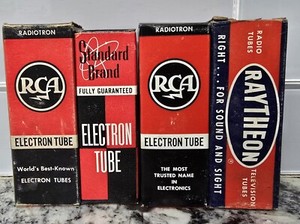 RADIOTRON
RCA
ELECTRON TUBE
World's Best-Known
ELECTRON TUBES
Standard
Brand
FULLY GUARANTEED
ELECTRON
TUBE
RADIOTRON
RCA
ELECTRON TUBE
THE MOST
TRUSTED NAME
IN ELECTRONICS
RIGHT...FOR SOUND AND SIGHT
RADIO
TUBES
RAYTHEON
TELEVISION
TUBES